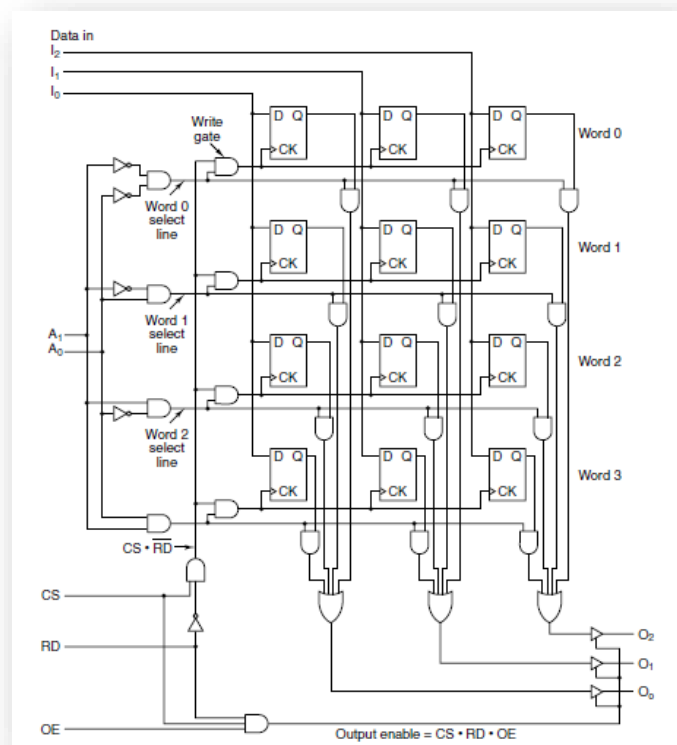 Data in
I₂
I₁
I₀
Write
gate
D Q
CK
D Q
CK
D Q
CK
Word 0
Word 0
select
line
D Q
CK
D Q
CK
D Q
CK
Word 1
Word 1
select
line
A₁
A₀
D Q
CK
D Q
CK
D Q
CK
Word 2
Word 2
select
line
D Q
CK
D Q
CK
D Q
CK
Word 3
CS • R̅D̅
CS
RD
OE
O₂
O₁
O₀
Output enable = CS • RD • OE